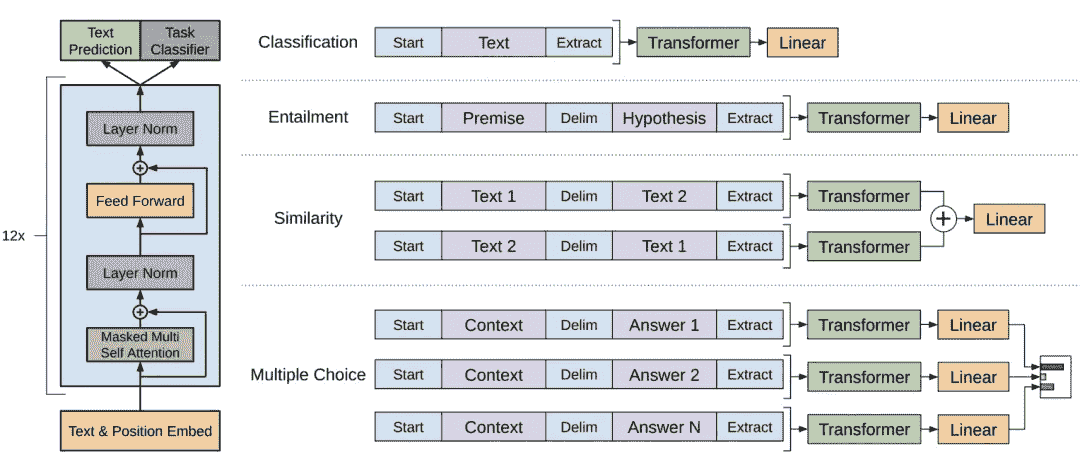 Text
Prediction
Task
Classifier
12x
Layer Norm
+
Feed Forward
Layer Norm
+
Masked Multi
Self Attention
Text & Position Embed
Classification
Start Text Extract Transformer Linear
Entailment
Start Premise Delim Hypothesis Extract Transformer Linear
Similarity
Start Text 1 Delim Text 2 Extract Transformer
+ Linear
Start Text 2 Delim Text 1 Extract Transformer
Multiple Choice
Start Context Delim Answer 1 Extract Transformer Linear
Start Context Delim Answer 2 Extract Transformer Linear
Start Context Delim Answer N Extract Transformer Linear